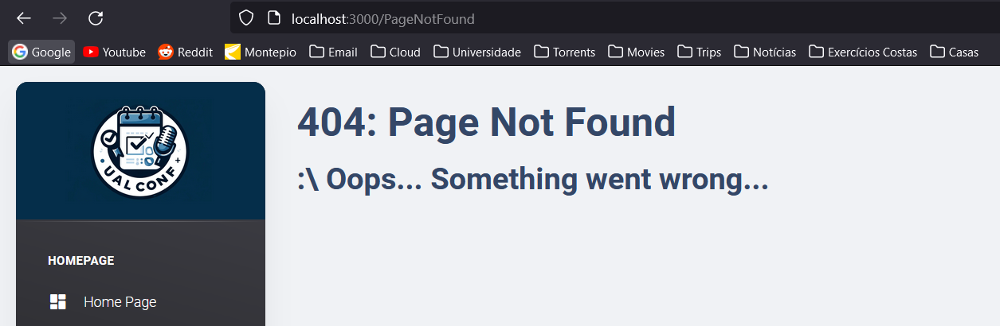 localhost:3000/PageNotFound
Google Youtube Reddit Montepio Email Cloud Universidade Torrents Movies Trips Notícias Exercícios Costas Casas
UAL CONF
404: Page Not Found
:\ Oops... Something went wrong...
HOMEPAGE
Home Page